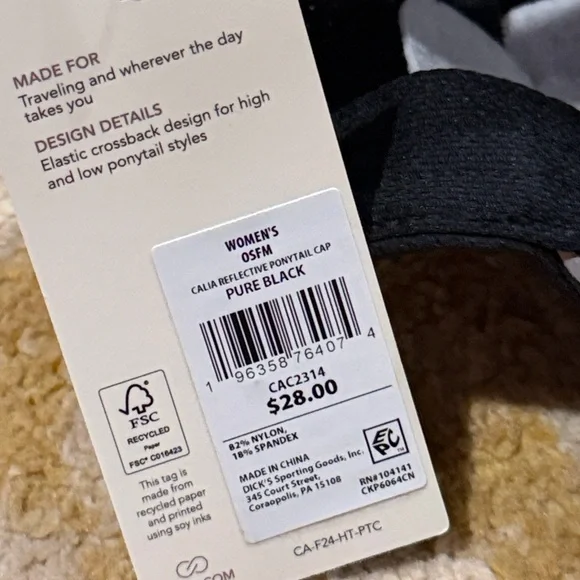 MADE FOR
Traveling and wherever the day
takes you
DESIGN DETAILS
Elastic crossback design for high
and low ponytail styles
WOMEN'S
OSFM
CALIA REFLECTIVE PONYTAIL CAP
PURE BLACK
1 96358 76407 4
CAC2314
$28.00
82% NYLON,
18% SPANDEX
EPC
MADE IN CHINA
DICK'S Sporting Goods, Inc.
345 Court Street,
Coraopolis, PA 15108
RN#104141
CKP6064CN
FSC
RECYCLED
Paper
FSC® C016423
This tag is
made from
recycled paper
and printed
using soy inks
CA-F24-HT-PTC
.COM